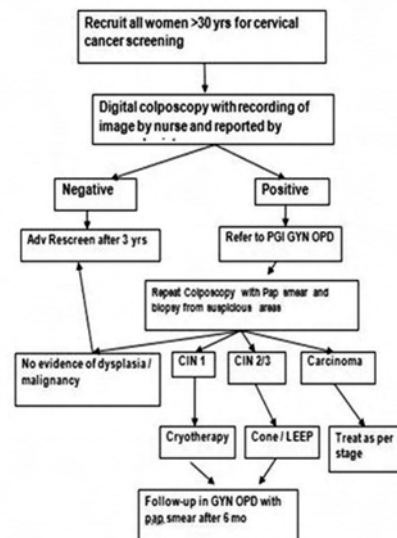 Recruit all women >30 yrs for cervical
cancer screening
Digital colposcopy with recording of
image by nurse and reported by
Negative
Positive
Adv Rescreen after 3 yrs
Refer to PGI GYN OPD
Repeat Colposcopy with Pap smear and
biopsy from suspicious areas
No evidence of dysplasia /
malignancy
CIN 1
CIN 2/3
Carcinoma
Cryotherapy
Cone / LEEP
Treat as per
stage
Follow-up in GYN OPD with
pap smear after 6 mo